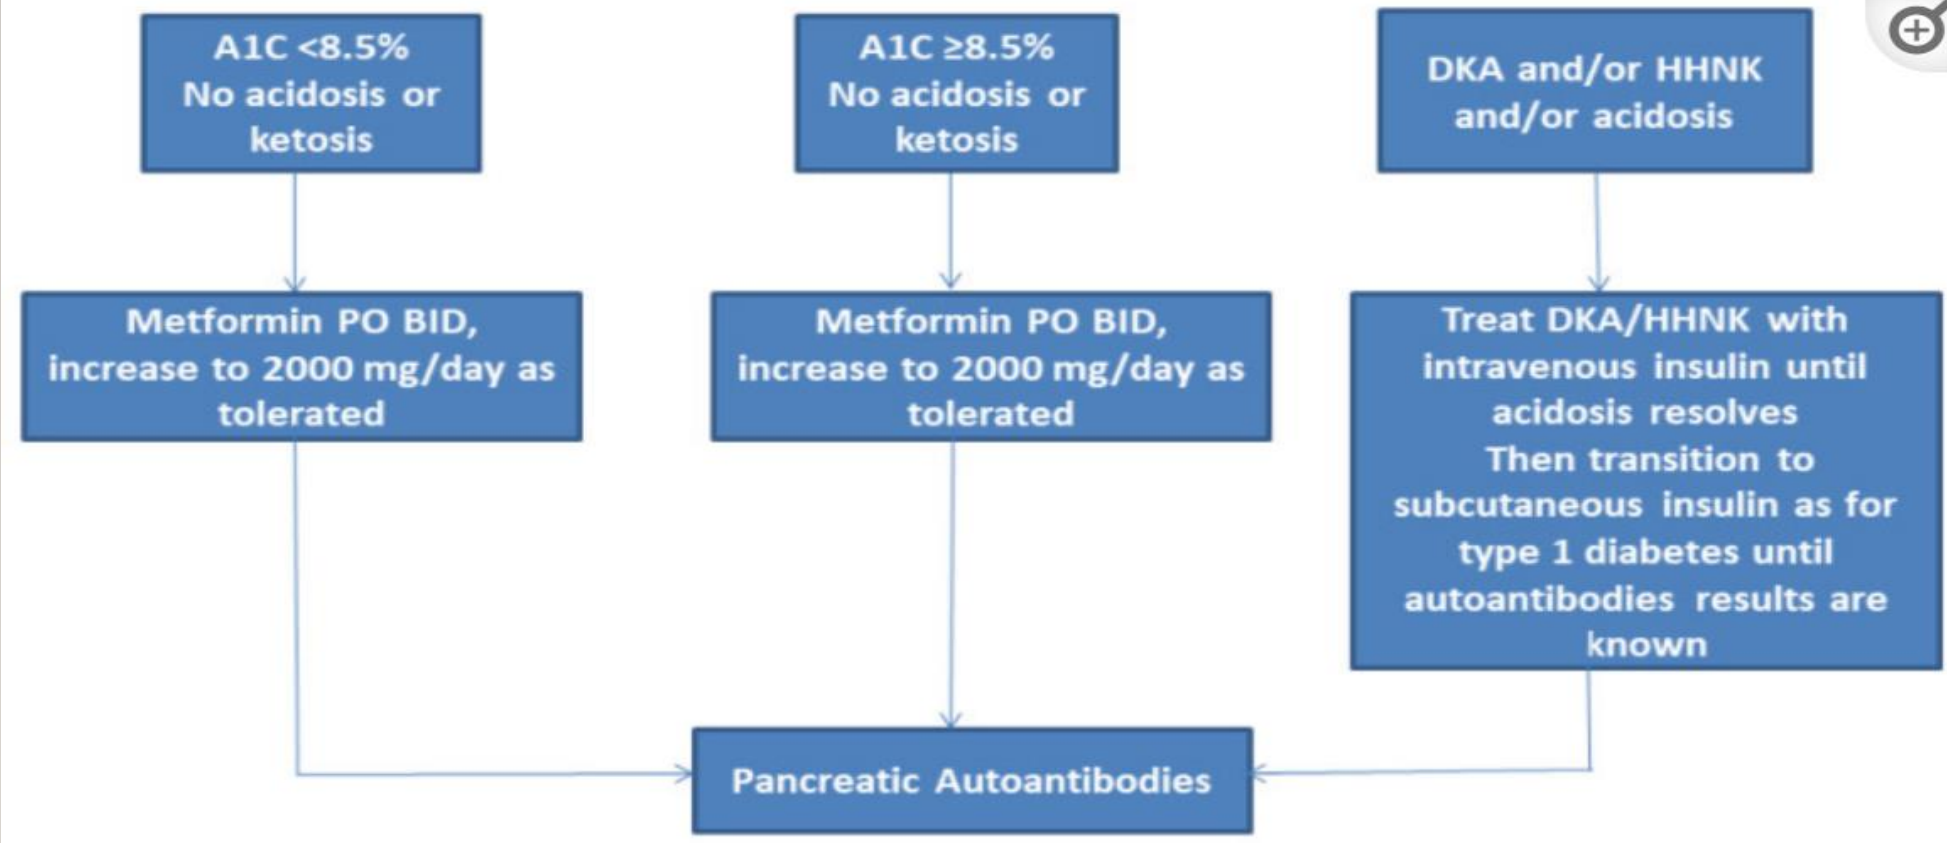 A1C <8.5%
No acidosis or
ketosis
A1C ≥8.5%
No acidosis or
ketosis
DKA and/or HHNK
and/or acidosis
Metformin PO BID,
increase to 2000 mg/day as
tolerated
Metformin PO BID,
increase to 2000 mg/day as
tolerated
Treat DKA/HHNK with
intravenous insulin until
acidosis resolves
Then transition to
subcutaneous insulin as for
type 1 diabetes until
autoantibodies results are
known
Pancreatic Autoantibodies